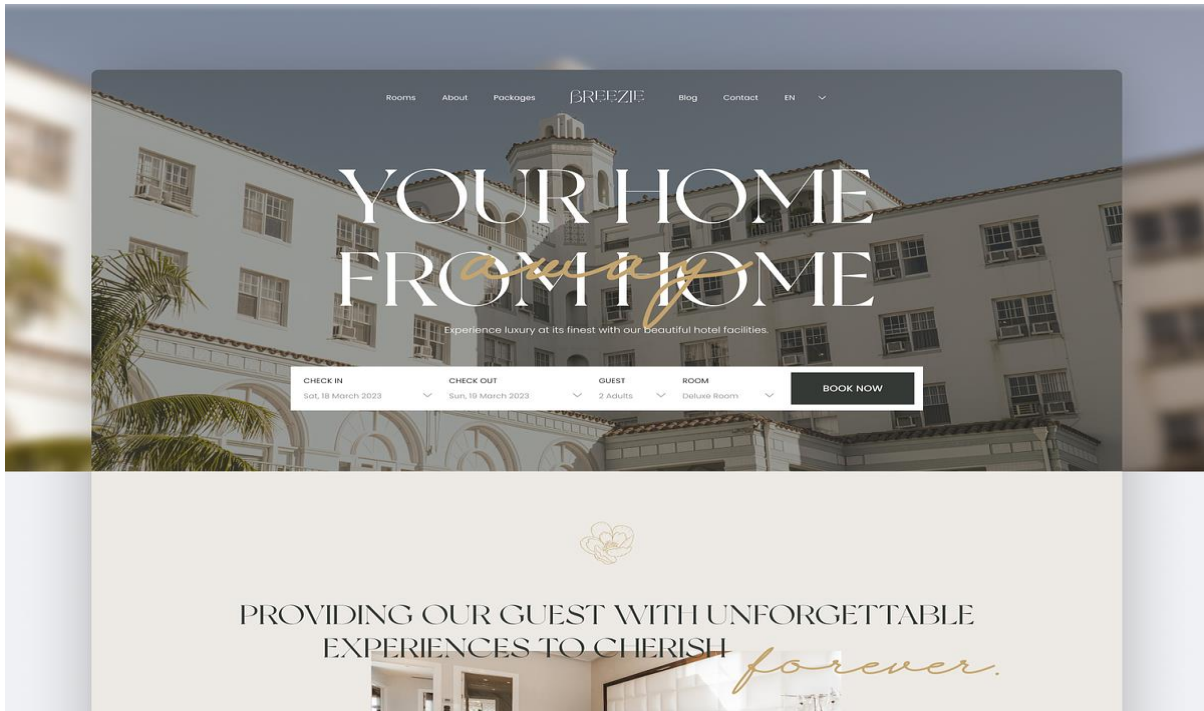 Rooms About Packages BREEZIE Blog Contact EN
YOUR HOME
away
FROM HOME
Experience luxury at its finest with our beautiful hotel facilities.
CHECK IN CHECK OUT GUEST ROOM
Sat, 18 March 2023 Sun, 19 March 2023 2 Adults Deluxe Room
BOOK NOW
PROVIDING OUR GUEST WITH UNFORGETTABLE
EXPERIENCES TO CHERISH forever.